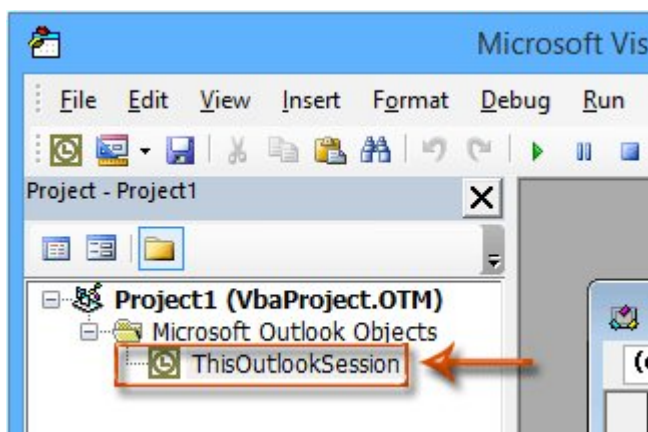 Microsoft Vis
File Edit View Insert Format Debug Run
Project - Project1
Project1 (VbaProject.OTM)
Microsoft Outlook Objects
ThisOutlookSession